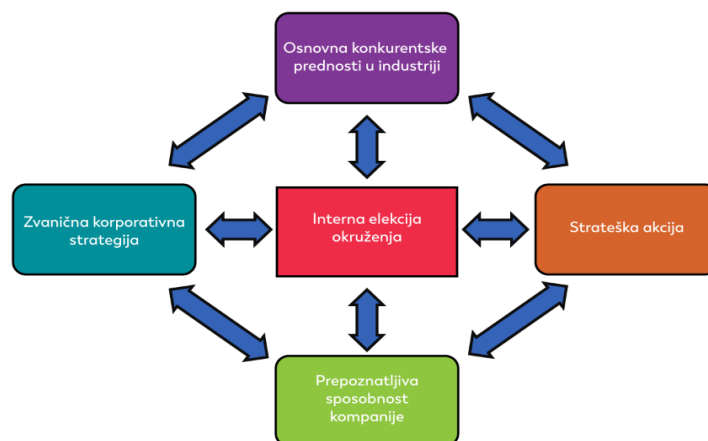 Osnovna konkurentske
prednosti u industriji
Zvanična korporativna
strategija
Interna elekcija
okruženja
Strateška akcija
Prepoznatljiva
sposobnost
kompanije